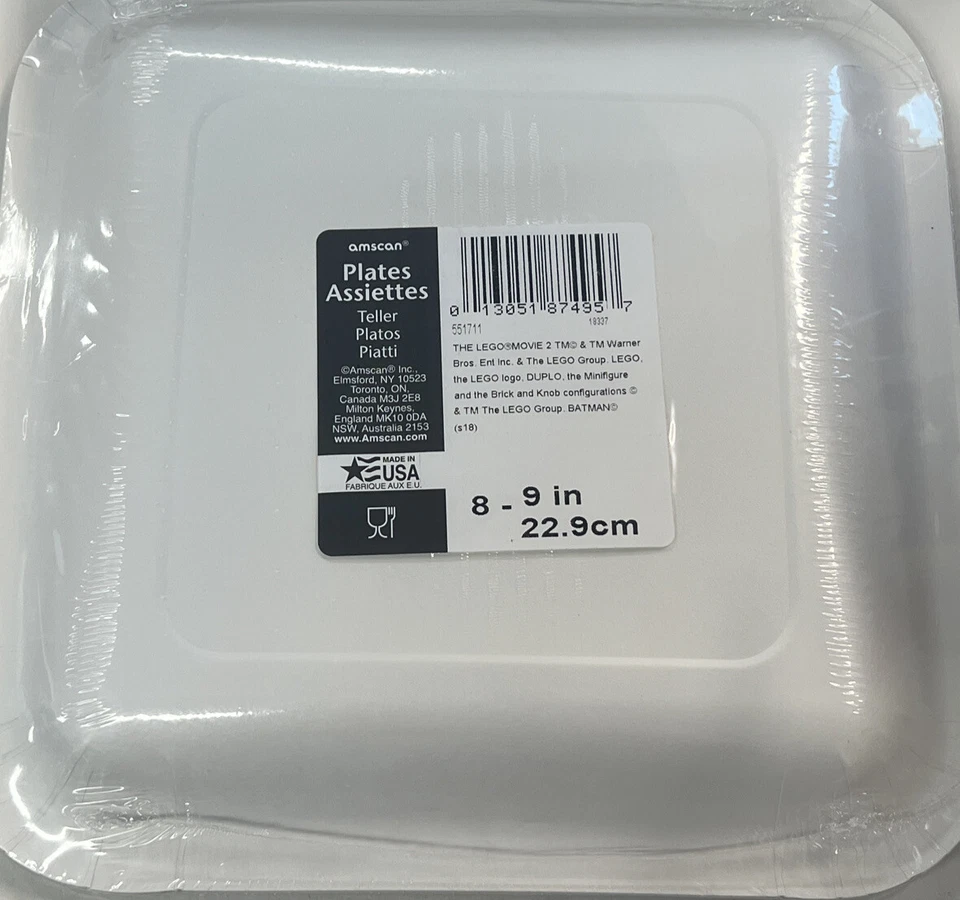 amscan®
Plates
Assiettes
Teller
Platos
Piatti
©Amscan® Inc.,
Elmsford, NY 10523
Toronto, ON,
Canada M3J 2E8
Milton Keynes,
England MK10 0DA
NSW, Australia 2153
www.Amscan.com
MADE IN
USA
FABRIQUE AUX E.U.
0 13051 87495 7
551711
19337
THE LEGO®MOVIE 2 TM© & TM Warner
Bros. Ent Inc. & The LEGO Group. LEGO,
the LEGO logo, DUPLO, the Minifigure
and the Brick and Knob configurations ©
& TM The LEGO Group. BATMAN©
(s18)
8 - 9 in
22.9cm